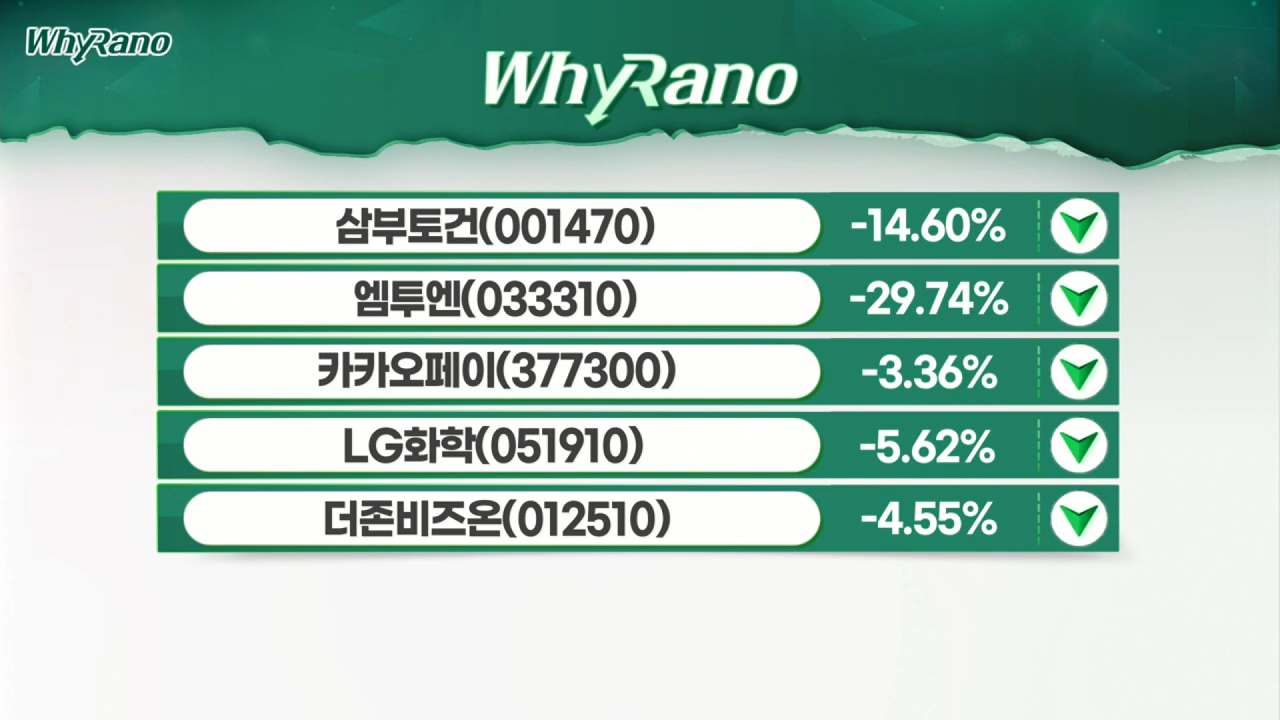 WhyRano
WhyRano
삼부토건(001470) -14.60%
엠투엔(033310) -29.74%
카카오페이(377300) -3.36%
LG화학(051910) -5.62%
더존비즈온(012510) -4.55%